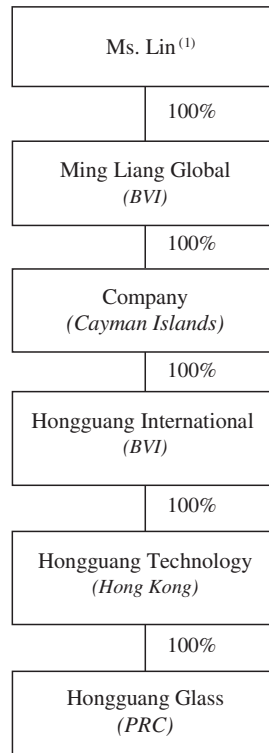 Ms. Lin (1)
100%
Ming Liang Global
(BVI)
100%
Company
(Cayman Islands)
100%
Hongguang International
(BVI)
100%
Hongguang Technology
(Hong Kong)
100%
Hongguang Glass
(PRC)